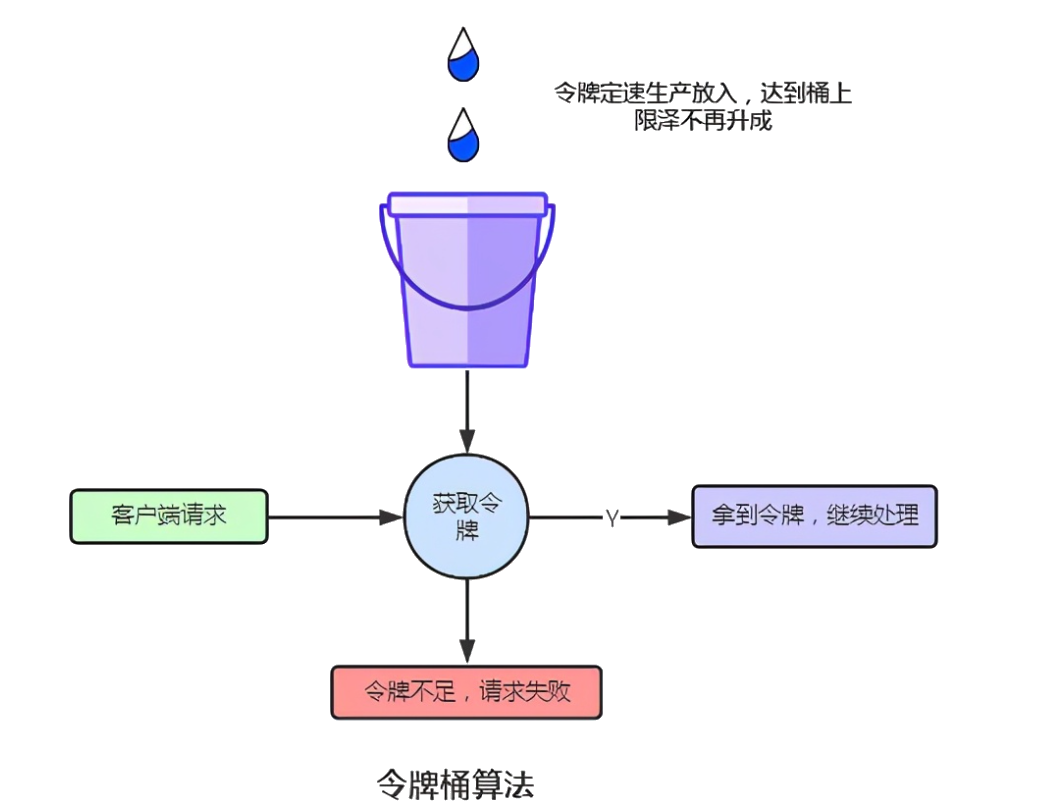 令牌定速生产放入，达到桶上
限泽不再升成
客户端请求
获取令
牌
Y
拿到令牌，继续处理
令牌不足，请求失败
令牌桶算法